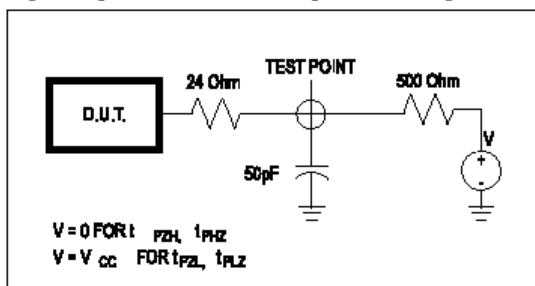 TEST POINT
24 Ohm
500 Ohm
D.U.T.
V
+
-
50pF
V = 0 FOR t PZH, tPHZ
V = V CC FOR tPZL, tPLZ